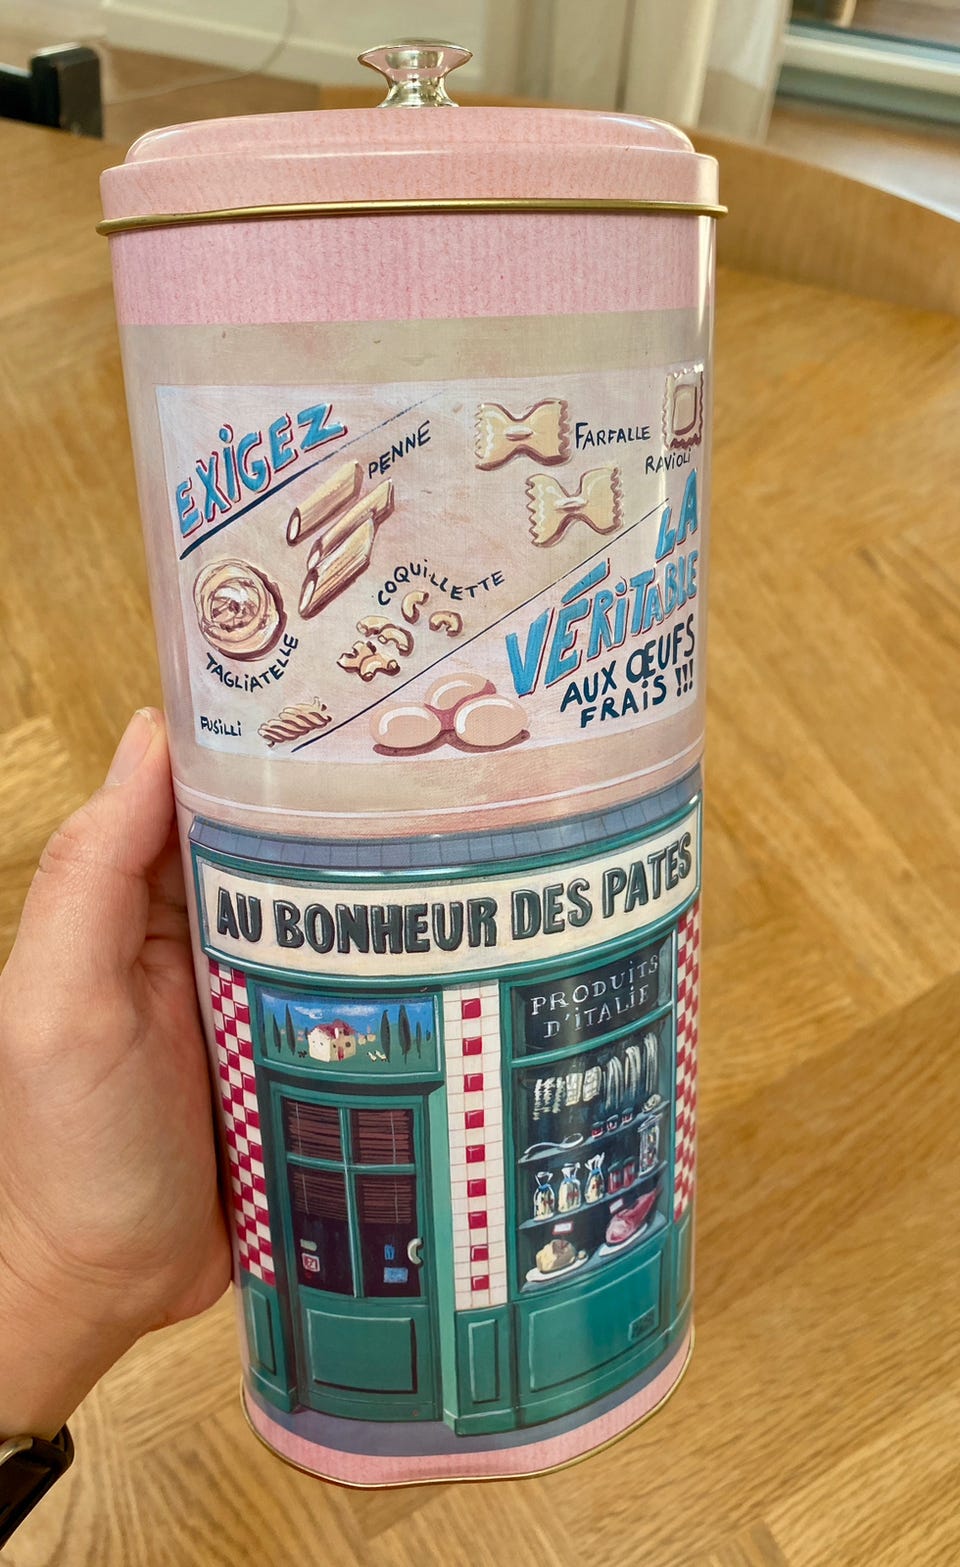 EXIGEZ
PENNE
FARFALLE
RAVIOLI
COQUILLETTE
TAGLIATELLE
FUSILLI
LA
VÉRITABLE
AUX ŒUFS
FRAIS !!!
AU BONHEUR DES PATES
PRODUITS
D'ITALIE